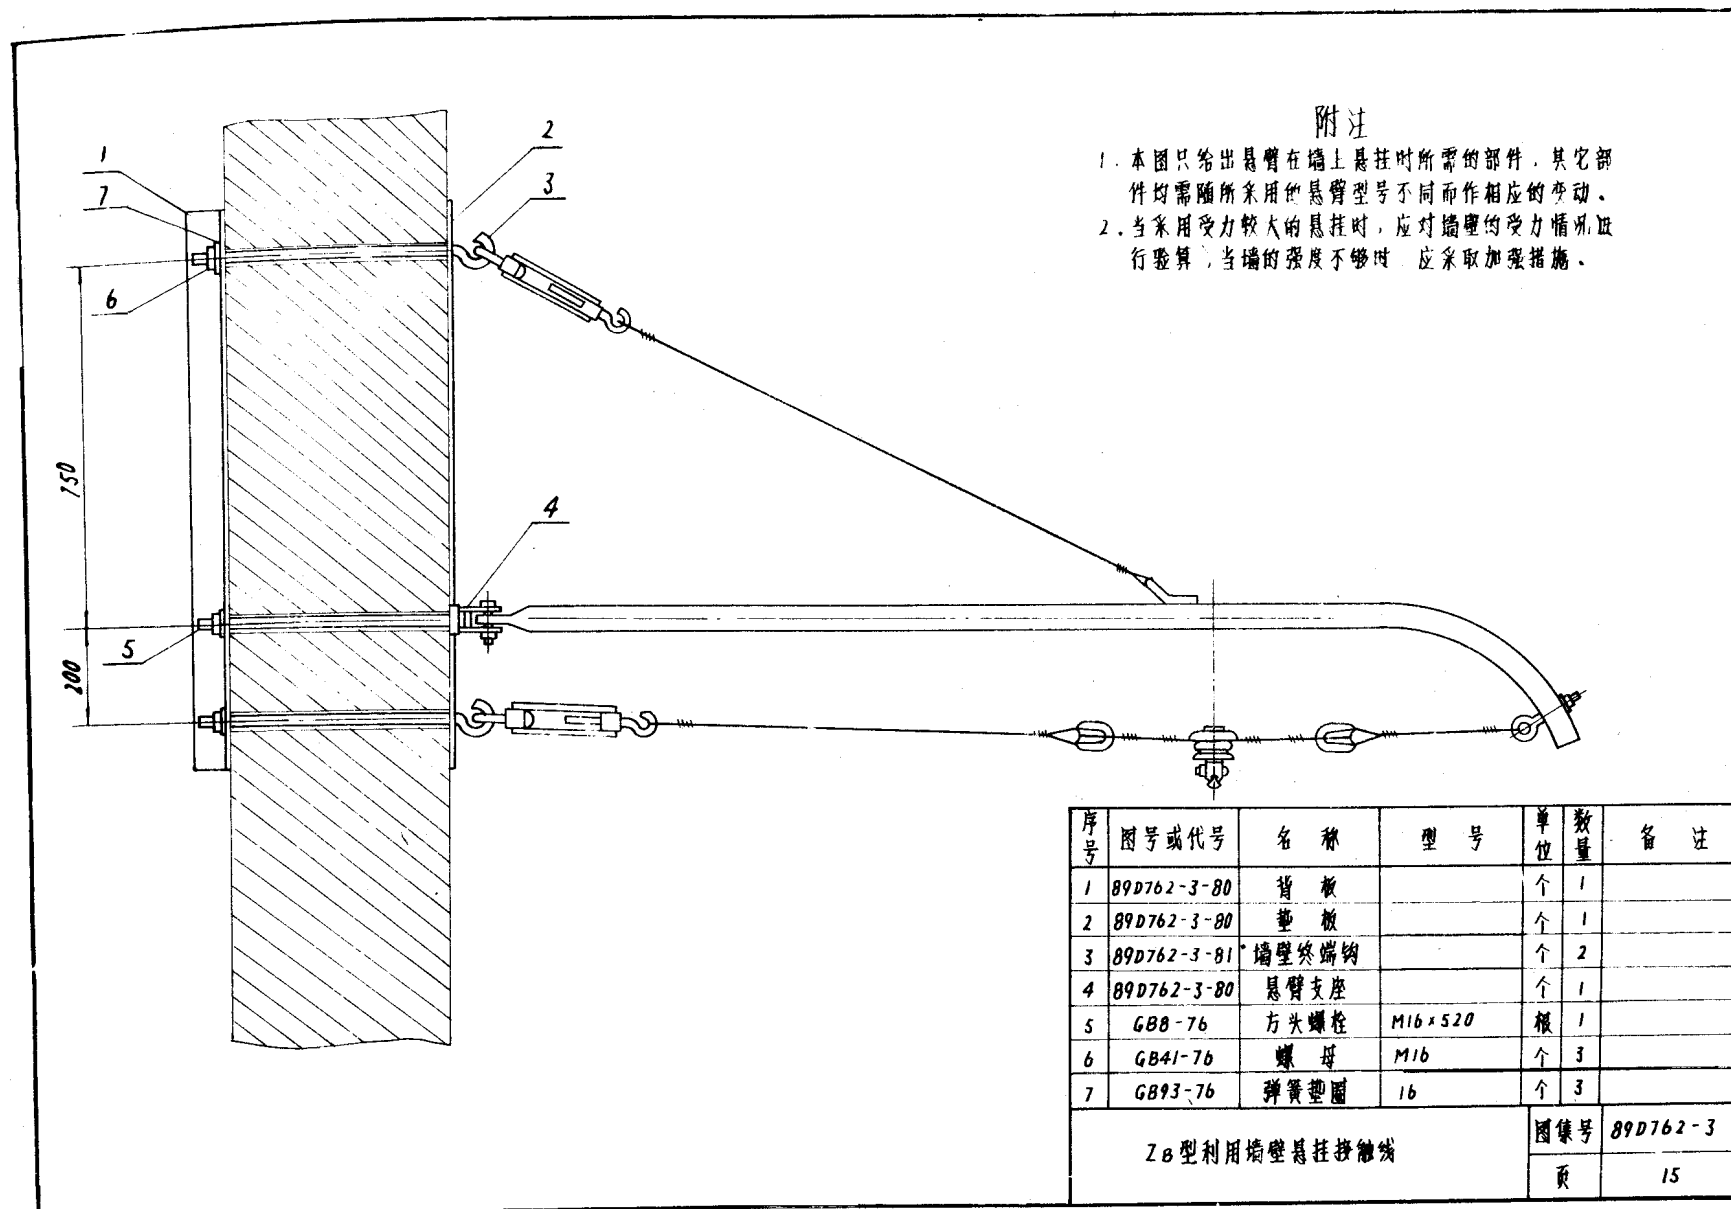 附注
1. 本图只给出悬臂在墙上悬挂时所需的部件，其它部
件均需随所采用的悬臂型号不同而作相应的变动。
2. 当采用受力较大的悬挂时，应对墙壁的受力情况进
行验算，当墙的强度不够时 应采取加强措施。
1
7
6
2
3
4
5
750
200
序号 图号或代号 名称 型号 单位 数量 备注
1 89D762-3-80 背板 个 1
2 89D762-3-80 垫板 个 1
3 89D762-3-81 墙壁终端钩 个 2
4 89D762-3-80 悬臂支座 个 1
5 GB8-76 方头螺栓 M16×520 根 1
6 GB41-76 螺母 M16 个 3
7 GB93-76 弹簧垫圈 16 个 3
ZB型利用墙壁悬挂接触线
图集号 89D762-3
页 15